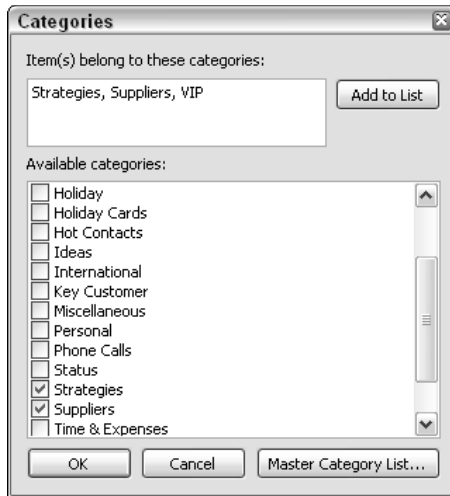 Categories
Item(s) belong to these categories:
Strategies, Suppliers, VIP
Add to List
Available categories:
Holiday
Holiday Cards
Hot Contacts
Ideas
International
Key Customer
Miscellaneous
Personal
Phone Calls
Status
Strategies
Suppliers
Time & Expenses
OK
Cancel
Master Category List...